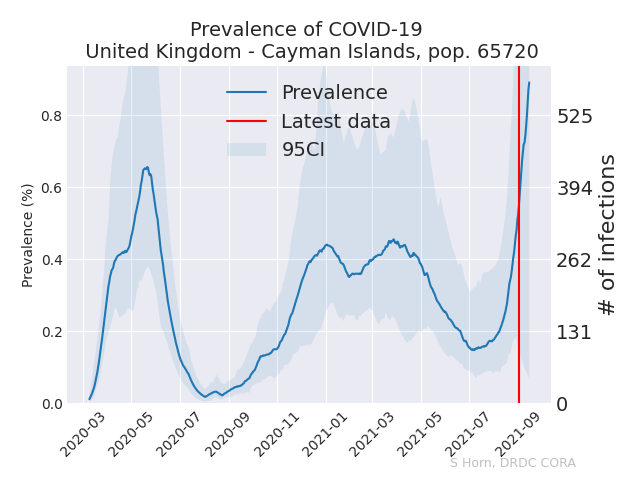 Prevalence of COVID-19
United Kingdom - Cayman Islands, pop. 65720
Prevalence
Latest data
95CI
Prevalence (%)
0.8
0.6
0.4
0.2
0.0
525
394
262
131
0
# of infections
2020-03
2020-05
2020-07
2020-09
2020-11
2021-01
2021-03
2021-05
2021-07
2021-09
S Horn, DRDC CORA